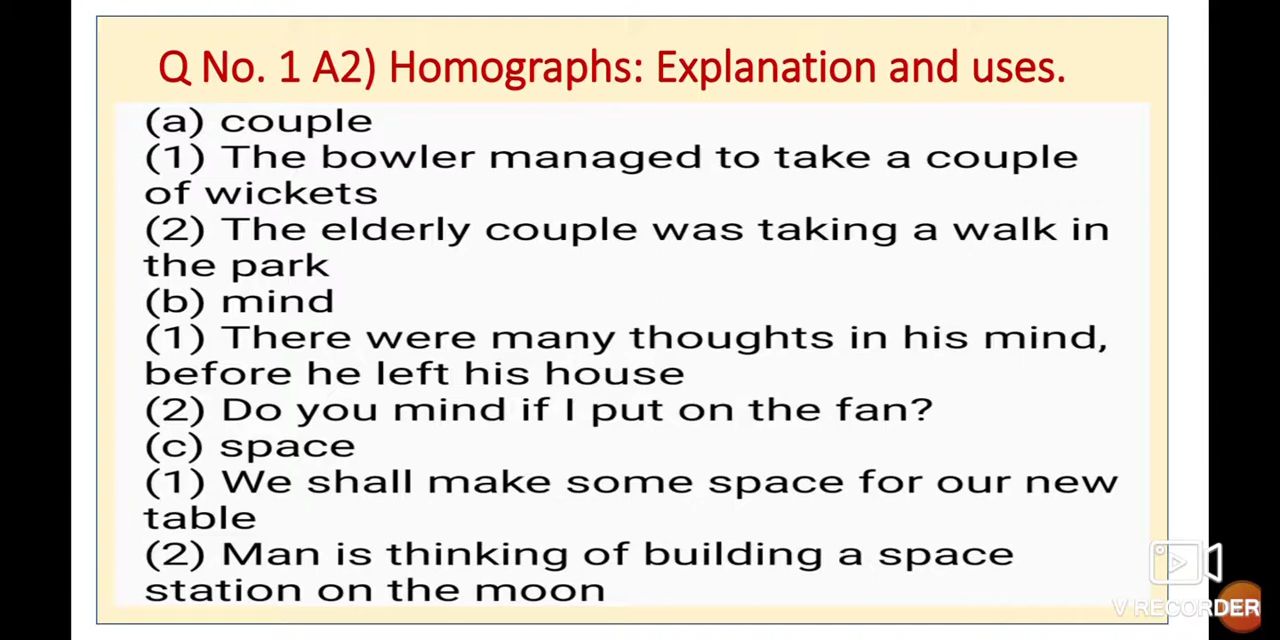 Q No. 1 A2) Homographs: Explanation and uses.
(a) couple
(1) The bowler managed to take a couple
of wickets
(2) The elderly couple was taking a walk in
the park
(b) mind
(1) There were many thoughts in his mind,
before he left his house
(2) Do you mind if I put on the fan?
(c) space
(1) We shall make some space for our new
table
(2) Man is thinking of building a space
station on the moon
V RECORDER